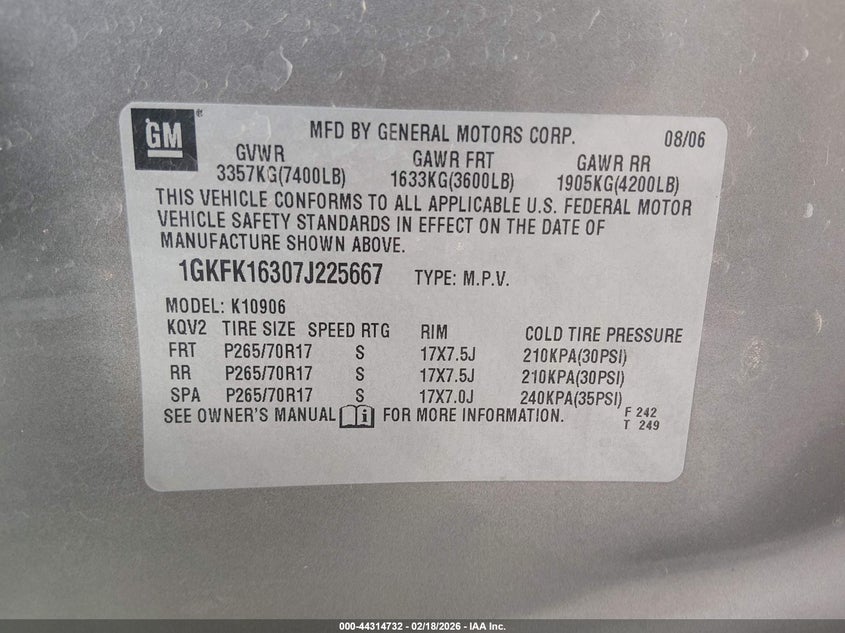 GM ® MFD BY GENERAL MOTORS CORP. 08/06
GVWR GAWR FRT GAWR RR
3357KG(7400LB) 1633KG(3600LB) 1905KG(4200LB)
THIS VEHICLE CONFORMS TO ALL APPLICABLE U.S. FEDERAL MOTOR
VEHICLE SAFETY STANDARDS IN EFFECT ON THE DATE OF
MANUFACTURE SHOWN ABOVE.
1GKFK16307J225667 TYPE: M.P.V.
MODEL: K10906
KQV2 TIRE SIZE SPEED RTG RIM COLD TIRE PRESSURE
FRT P265/70R17 S 17X7.5J 210KPA(30PSI)
RR P265/70R17 S 17X7.5J 210KPA(30PSI)
SPA P265/70R17 S 17X7.0J 240KPA(35PSI)
SEE OWNER'S MANUAL i FOR MORE INFORMATION. F 242
T 249
000-44314732 - 02/18/2026 - IAA Inc.